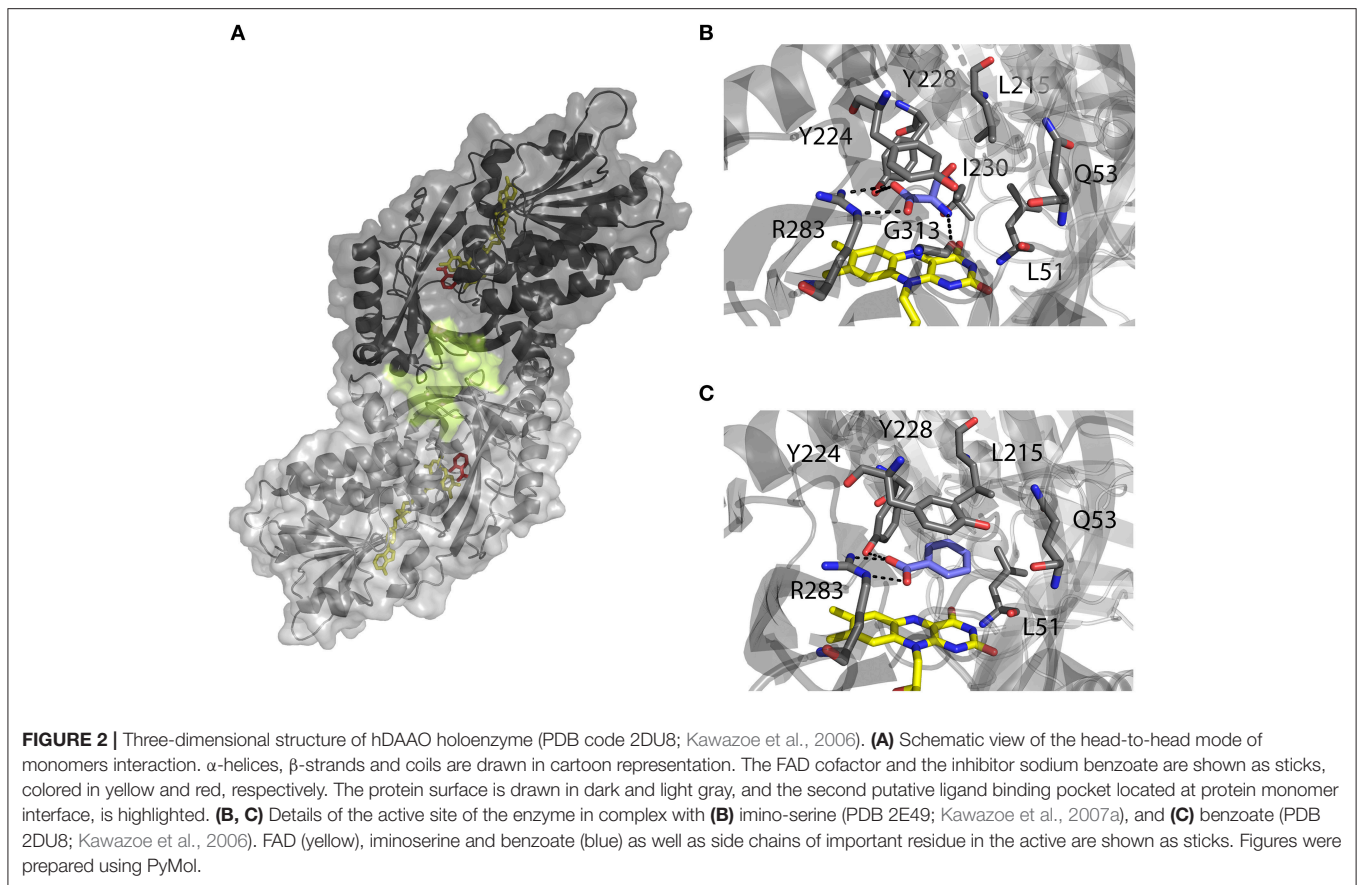 A
B
Y228
L215
Y224
Q53
I230
R283
G313
L51
C
Y228
Y224
L215
Q53
R283
L51
FIGURE 2 | Three-dimensional structure of hDAAO holoenzyme (PDB code 2DU8; Kawazoe et al., 2006). (A) Schematic view of the head-to-head mode of
monomers interaction. α-helices, β-strands and coils are drawn in cartoon representation. The FAD cofactor and the inhibitor sodium benzoate are shown as sticks,
colored in yellow and red, respectively. The protein surface is drawn in dark and light gray, and the second putative ligand binding pocket located at protein monomer
interface, is highlighted. (B, C) Details of the active site of the enzyme in complex with (B) imino-serine (PDB 2E49; Kawazoe et al., 2007a), and (C) benzoate (PDB
2DU8; Kawazoe et al., 2006). FAD (yellow), iminoserine and benzoate (blue) as well as side chains of important residue in the active are shown as sticks. Figures were
prepared using PyMol.